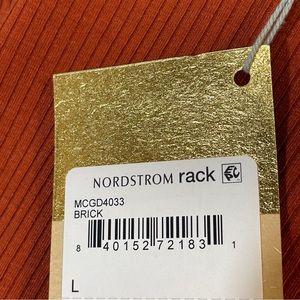 NORDSTROM rack
MCGD4033
BRICK
8 40152 72183 1
L